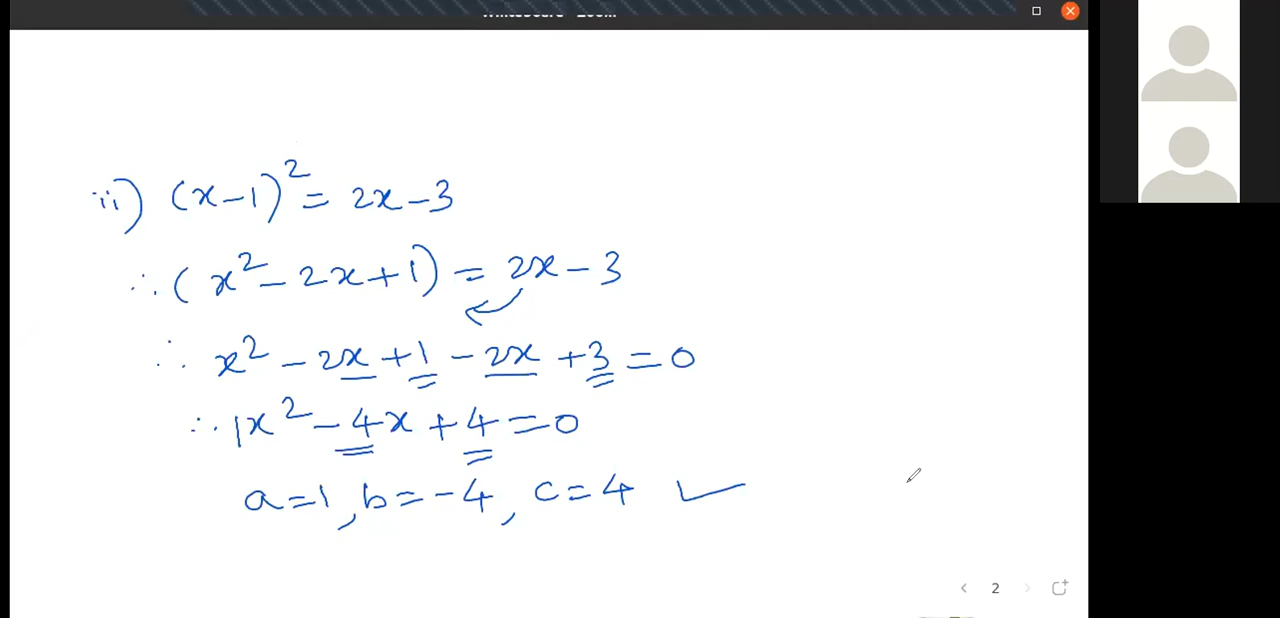 ii) (x-1)² = 2x-3
∴ (x² - 2x + 1) = 2x - 3
∴ x² - 2x + 1 - 2x + 3 = 0
∴ 1x² - 4x + 4 = 0
a = 1, b = -4, c = 4 ✓
2